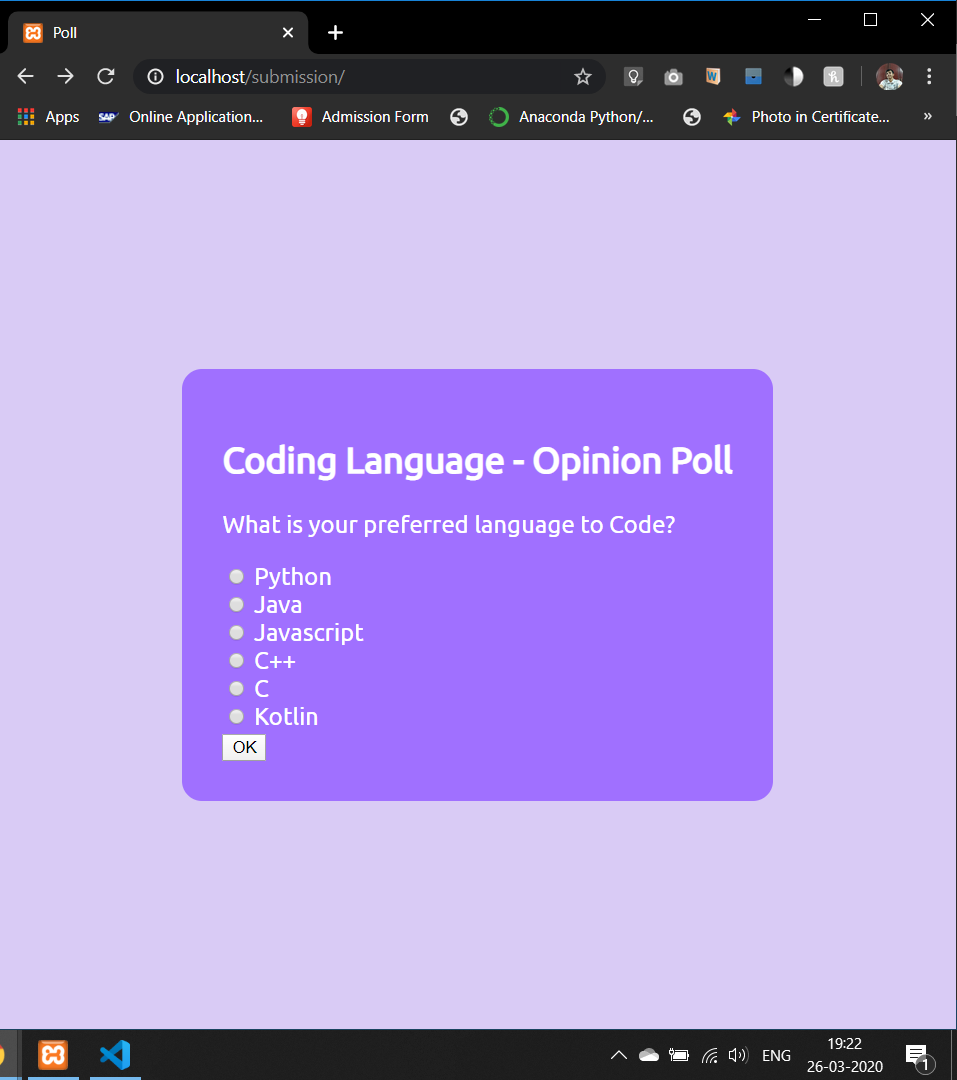 Poll
localhost/submission/
Apps
SAP
Online Application...
Admission Form
Anaconda Python/...
Photo in Certificate...
»
Coding Language - Opinion Poll
What is your preferred language to Code?
Python
Java
Javascript
C++
C
Kotlin
OK
ENG
19:22
26-03-2020
1